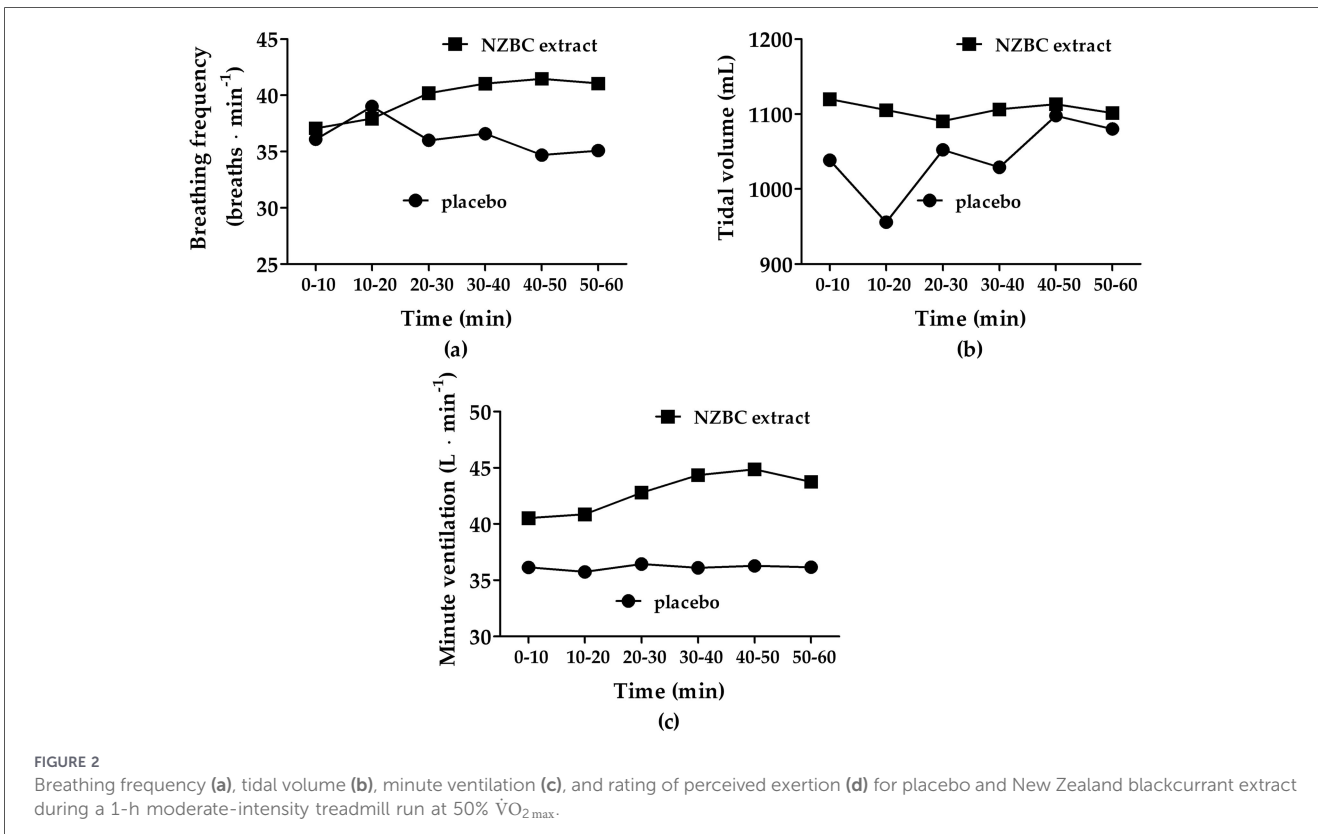 45
NZBC extract
40
35
30
placebo
25
Breathing frequency
(breaths · min⁻¹)
0-10 10-20 20-30 30-40 40-50 50-60
Time (min)
(a)
1200
NZBC extract
1100
1000
placebo
900
Tidal volume (mL)
0-10 10-20 20-30 30-40 40-50 50-60
Time (min)
(b)
50
NZBC extract
45
40
35
placebo
30
Minute ventilation (L · min⁻¹)
0-10 10-20 20-30 30-40 40-50 50-60
Time (min)
(c)
FIGURE 2
Breathing frequency (a), tidal volume (b), minute ventilation (c), and rating of perceived exertion (d) for placebo and New Zealand blackcurrant extract
during a 1-h moderate-intensity treadmill run at 50% V̇O₂ max.